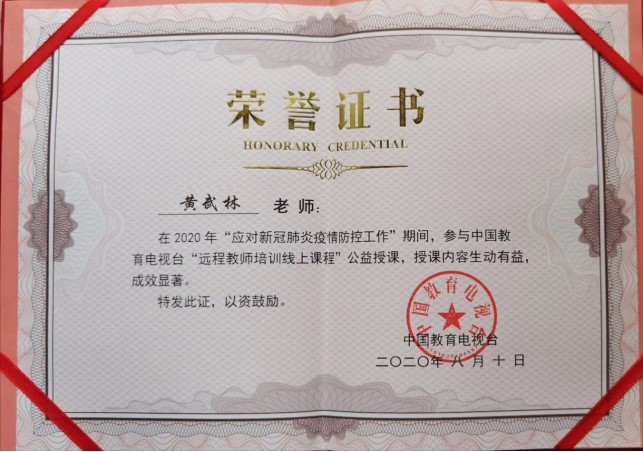 荣誉证书
HONORARY CREDENTIAL
黄武林 老师：
在2020年“应对新冠肺炎疫情防控工作”期间，参与中国教
育电视台“远程教师培训线上课程”公益授课，授课内容生动有益，
成效显著。
特发此证，以资鼓励。
中国教育电视台
中国教育电视台
二〇二〇年 八 月 十 日